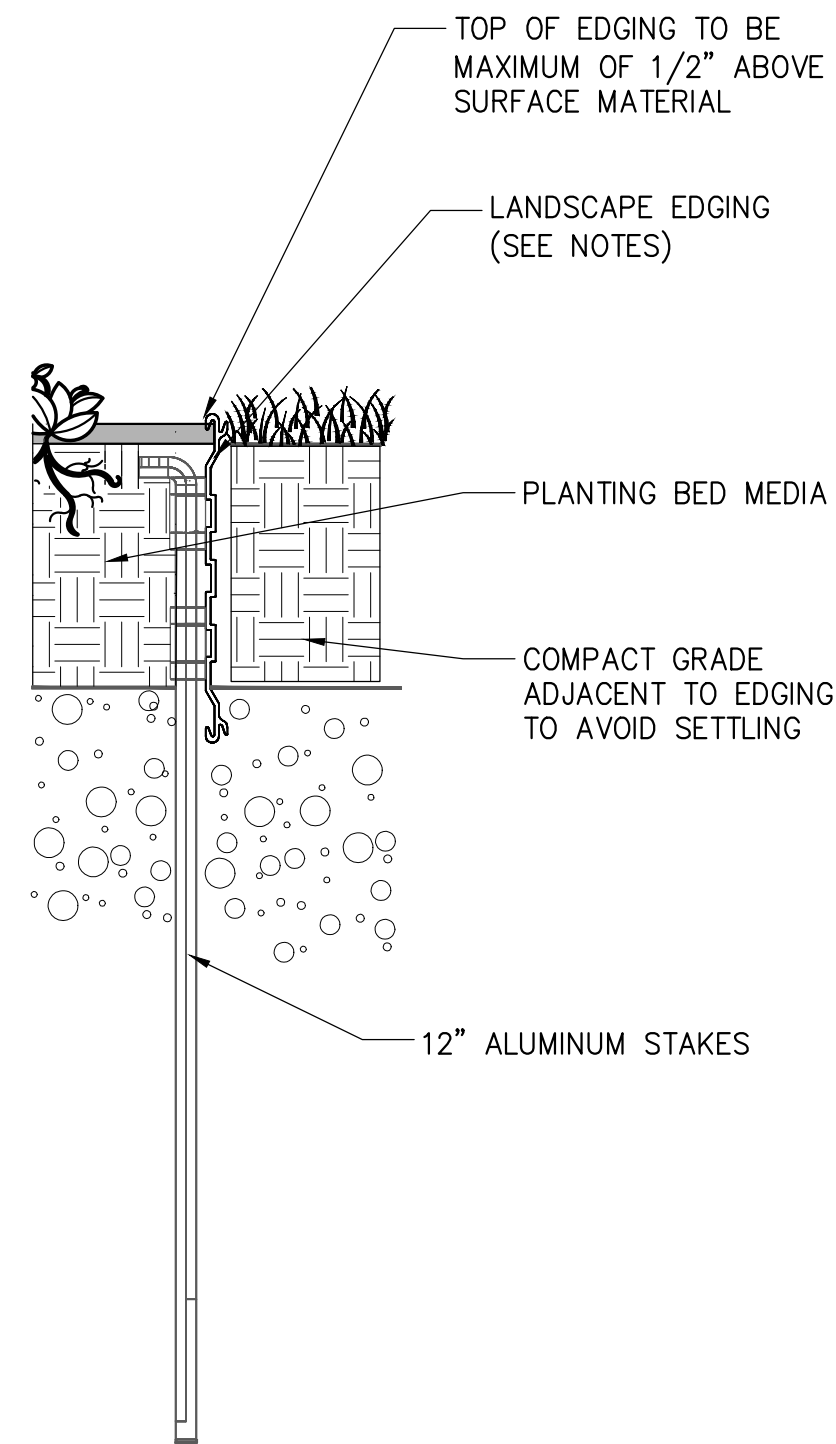 TOP OF EDGING TO BE
MAXIMUM OF 1/2” ABOVE
SURFACE MATERIAL
LANDSCAPE EDGING
(SEE NOTES)
PLANTING BED MEDIA
COMPACT GRADE
ADJACENT TO EDGING
TO AVOID SETTLING
12” ALUMINUM STAKES